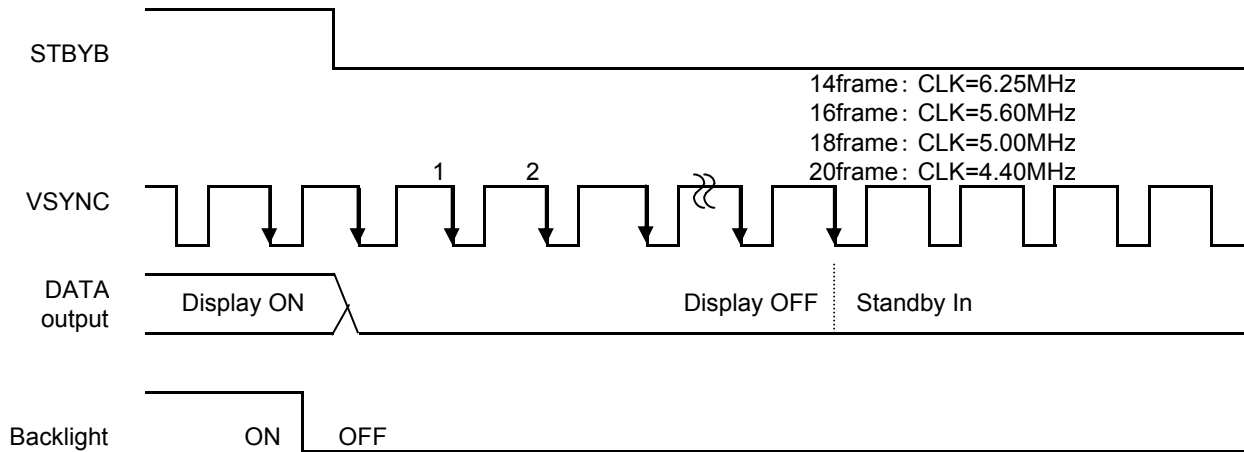 STBYB
14frame： CLK=6.25MHz
16frame： CLK=5.60MHz
18frame： CLK=5.00MHz
20frame： CLK=4.40MHz
1 2
VSYNC
DATA
output
Display ON
Display OFF
Standby In
Backlight
ON
OFF